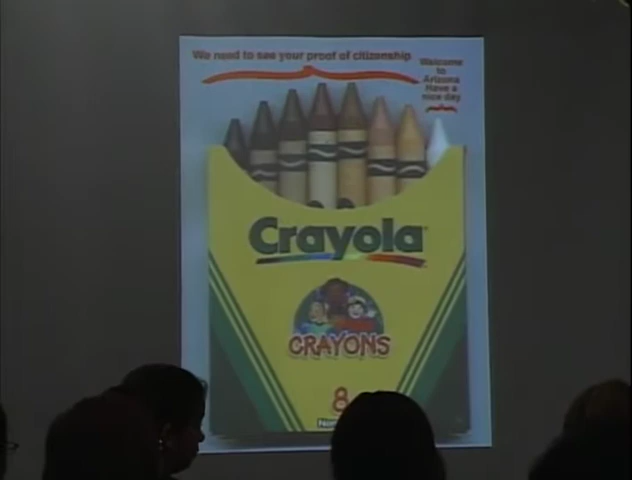 We need to see your proof of citizenship
Welcome
to
Arizona
Have a
nice day
Crayola
CRAYONS
8